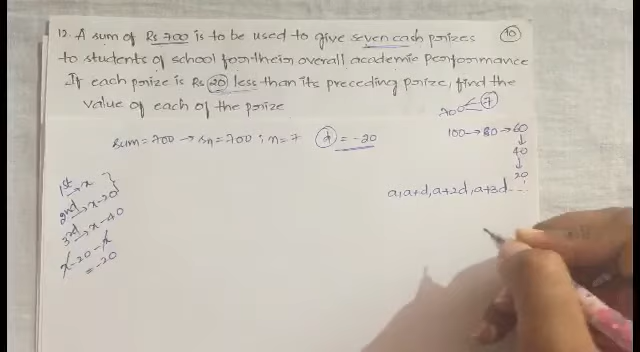 12. A sum of Rs 700 is to be used to give seven cash prizes
to students of school for their overall academic performance
If each prize is Rs 20 less than its preceding prize, find the
value of each of the prize
10
700 < 7
sum = 700 → Sn = 700 ; n = 7 d = -20
100 → 80 → 60
↓
40
↓
20
1st → x }
2nd → x-20
3rd → x-40
x-20-x
= -20
a, a+d, a+2d, a+3d ...